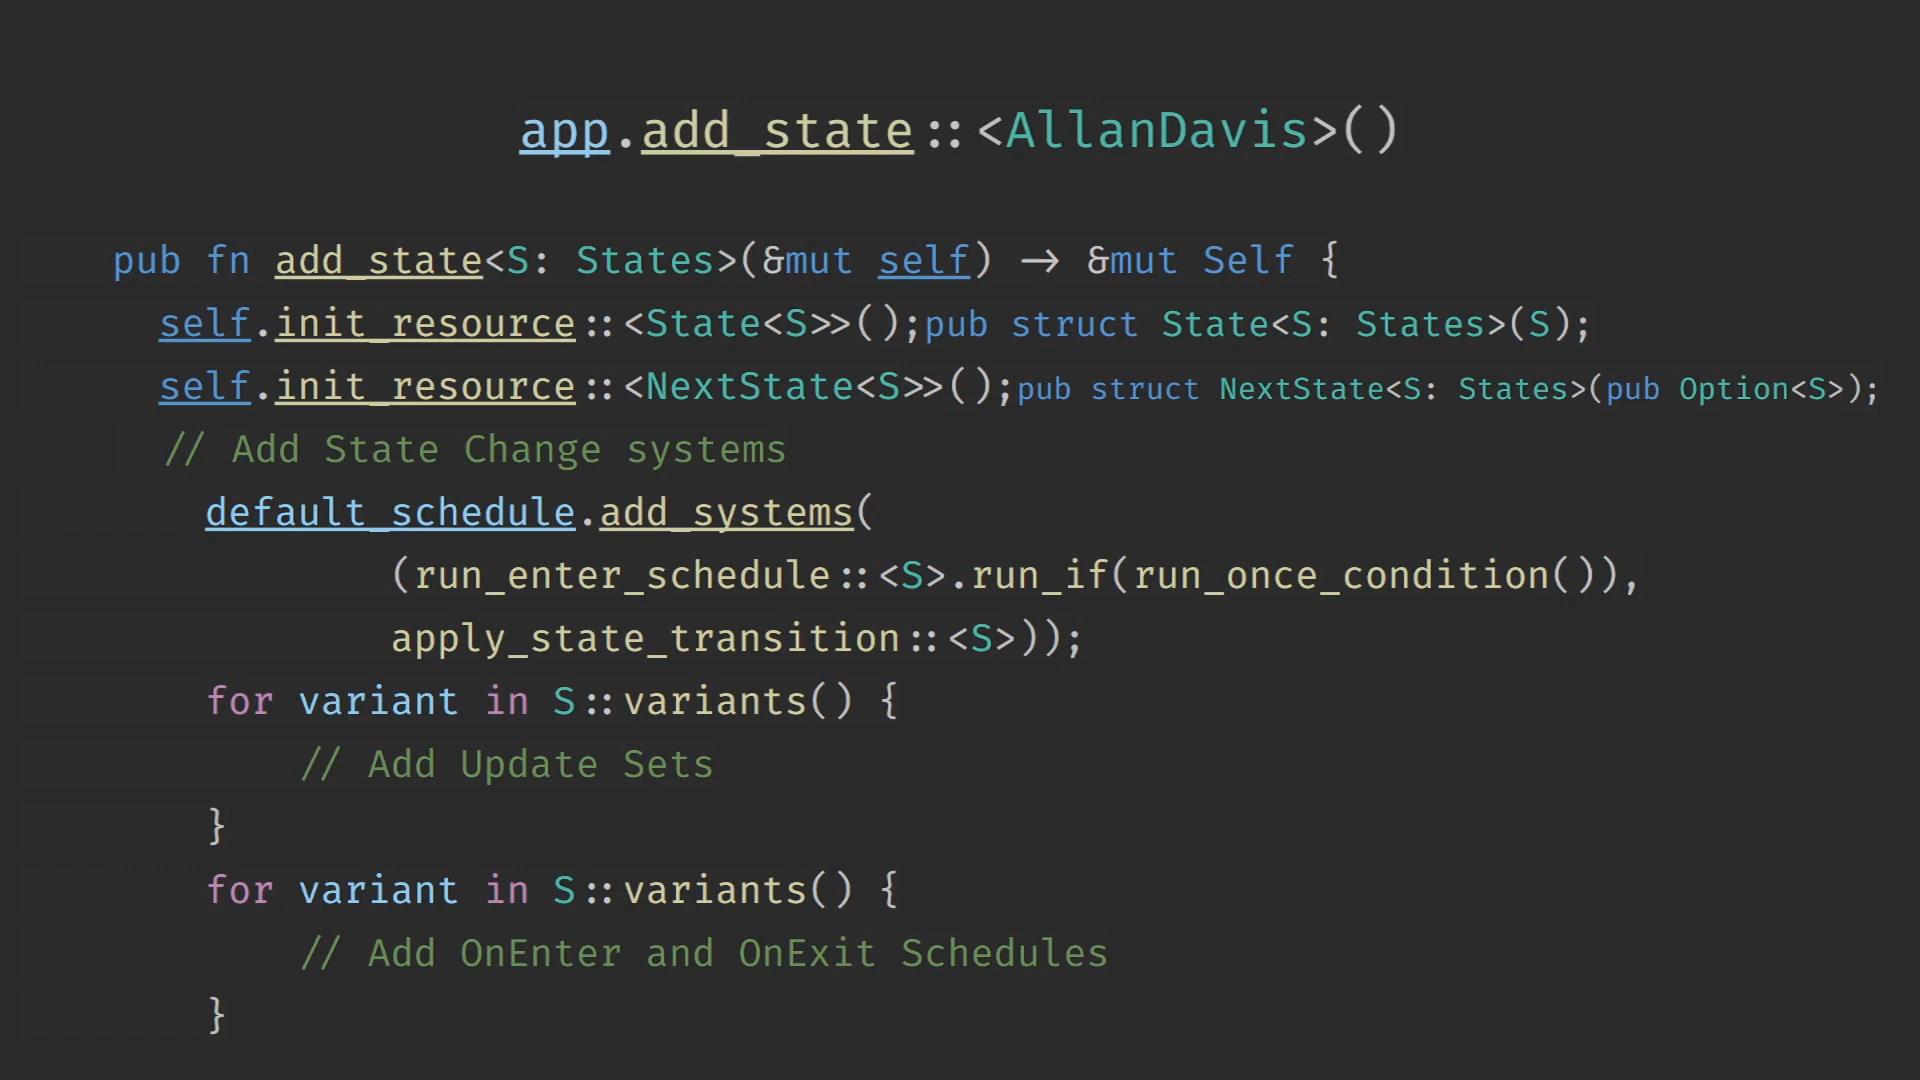 app.add_state::<AllanDavis>()
pub fn add_state<S: States>(&mut self) -> &mut Self {
self.init_resource::<State<S>>();pub struct State<S: States>(S);
self.init_resource::<NextState<S>>();pub struct NextState<S: States>(pub Option<S>);
// Add State Change systems
default_schedule.add_systems(
(run_enter_schedule::<S>.run_if(run_once_condition()),
apply_state_transition::<S>));
for variant in S::variants() {
// Add Update Sets
}
for variant in S::variants() {
// Add OnEnter and OnExit Schedules
}